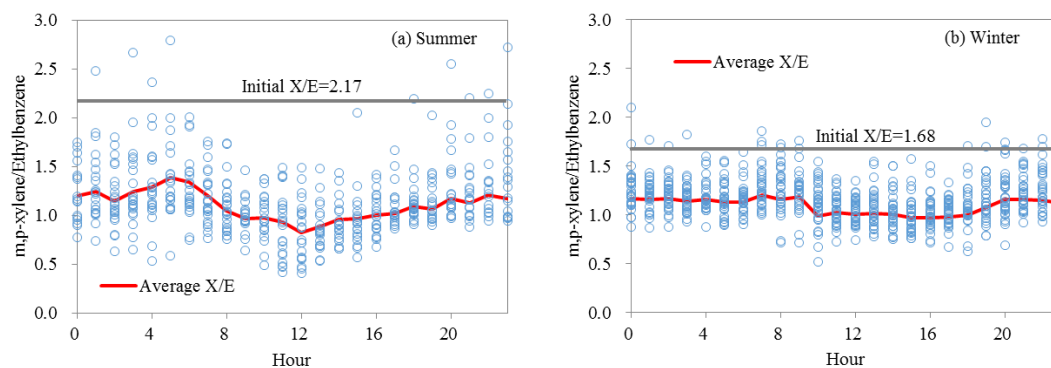 3.0
2.5
2.0
1.5
1.0
0.5
0.0
m,p-xylene/Ethylbenzene
(a) Summer
Initial X/E=2.17
Average X/E
0 4 8 12 16 20
Hour
3.0
2.5
2.0
1.5
1.0
0.5
0.0
m,p-xylene/Ethylbenzene
(b) Winter
Average X/E
Initial X/E=1.68
0 4 8 12 16 20
Hour